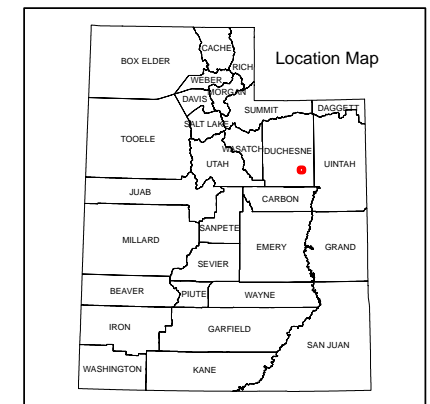 Location Map
CACHE
BOX ELDER
RICH
WEBER
MORGAN
DAVIS
SUMMIT
DAGGETT
SALT LAKE
TOOELE
WASATCH
DUCHESNE
UTAH
UINTAH
JUAB
CARBON
SANPETE
MILLARD
EMERY
GRAND
SEVIER
BEAVER
PIUTE
WAYNE
IRON
GARFIELD
SAN JUAN
WASHINGTON
KANE